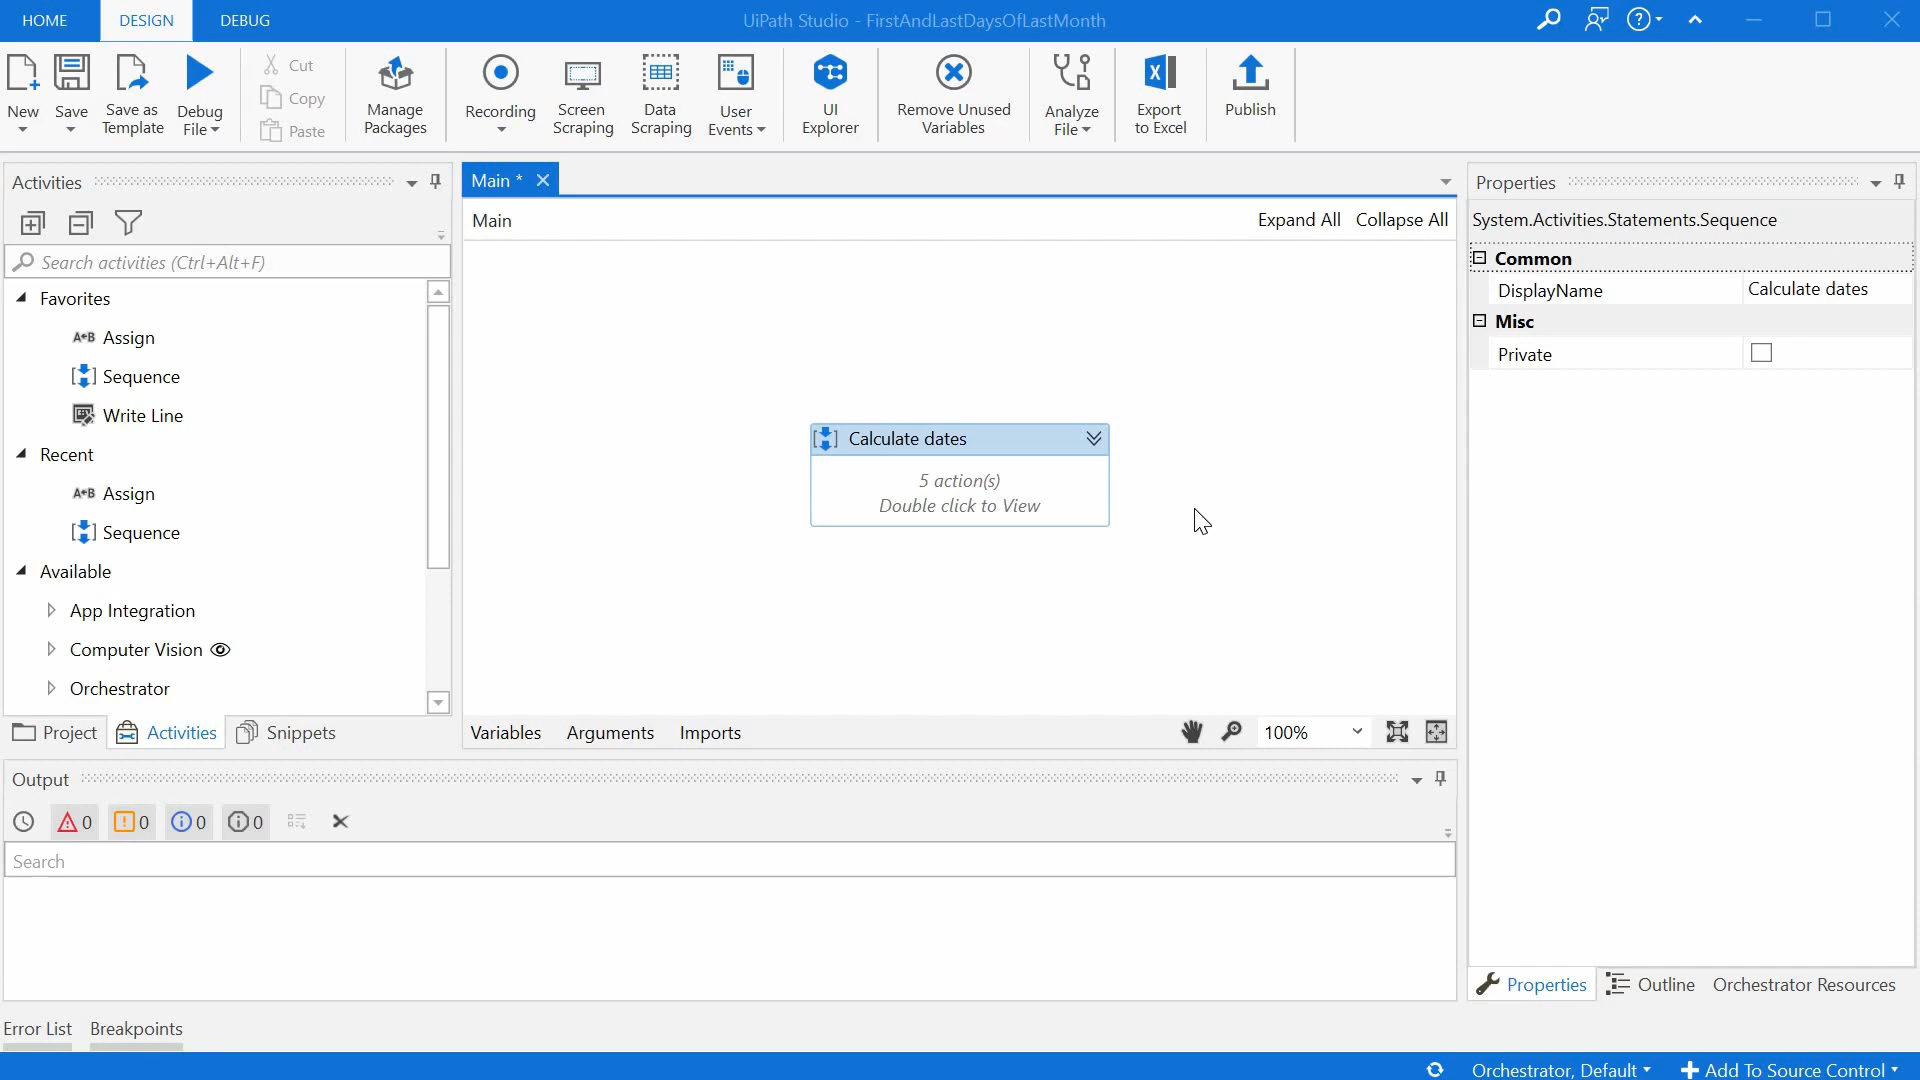 HOME DESIGN DEBUG UiPath Studio - FirstAndLastDaysOfLastMonth
New Save Save as Template Debug File Cut Copy Paste Manage Packages Recording Screen Scraping Data Scraping User Events UI Explorer Remove Unused Variables Analyze File Export to Excel Publish
Activities
Search activities (Ctrl+Alt+F)
Favorites
A←B Assign
Sequence
Write Line
Recent
A←B Assign
Sequence
Available
App Integration
Computer Vision
Orchestrator
Project Activities Snippets
Main *
Main Expand All Collapse All
Calculate dates
5 action(s)
Double click to View
Variables Arguments Imports 100%
Properties
System.Activities.Statements.Sequence
Common
DisplayName Calculate dates
Misc
Private
Properties Outline Orchestrator Resources
Output
0 0 0 0
Search
Error List Breakpoints
Orchestrator, Default Add To Source Control